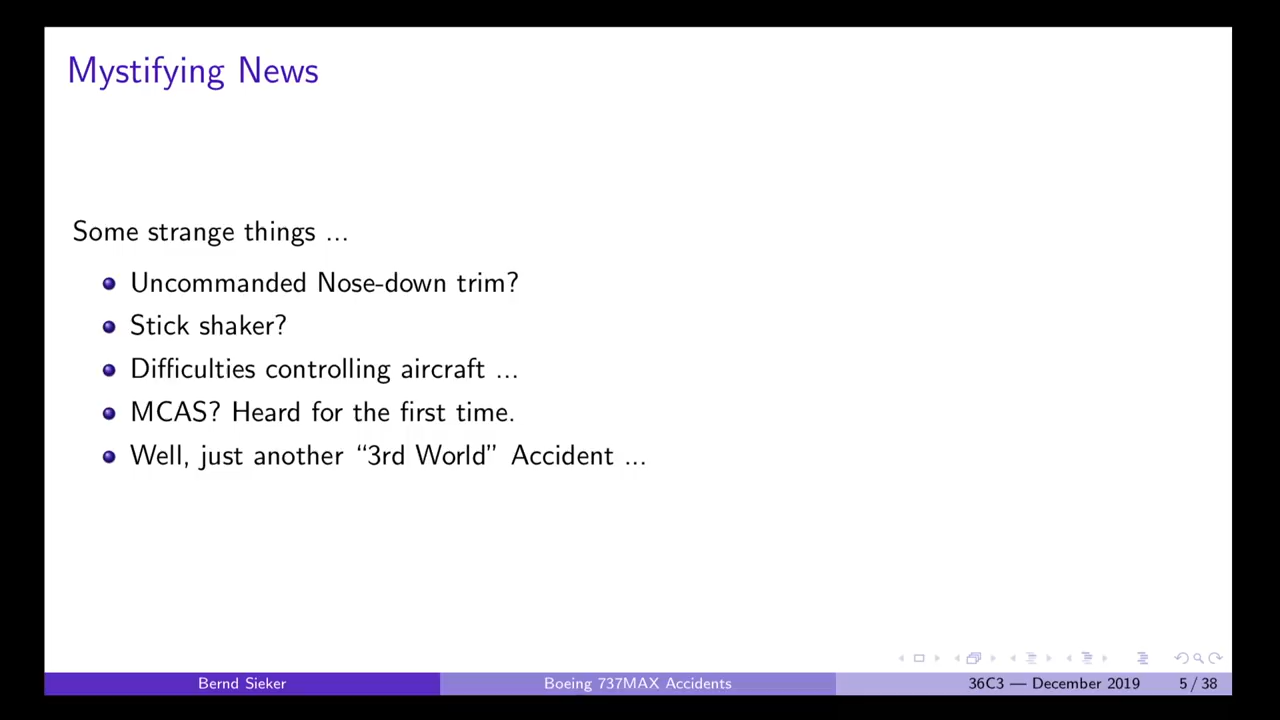 Mystifying News
Some strange things ...
Uncommanded Nose-down trim?
Stick shaker?
Difficulties controlling aircraft ...
MCAS? Heard for the first time.
Well, just another “3rd World” Accident ...
Bernd Sieker
Boeing 737MAX Accidents
36C3 — December 2019
5 / 38